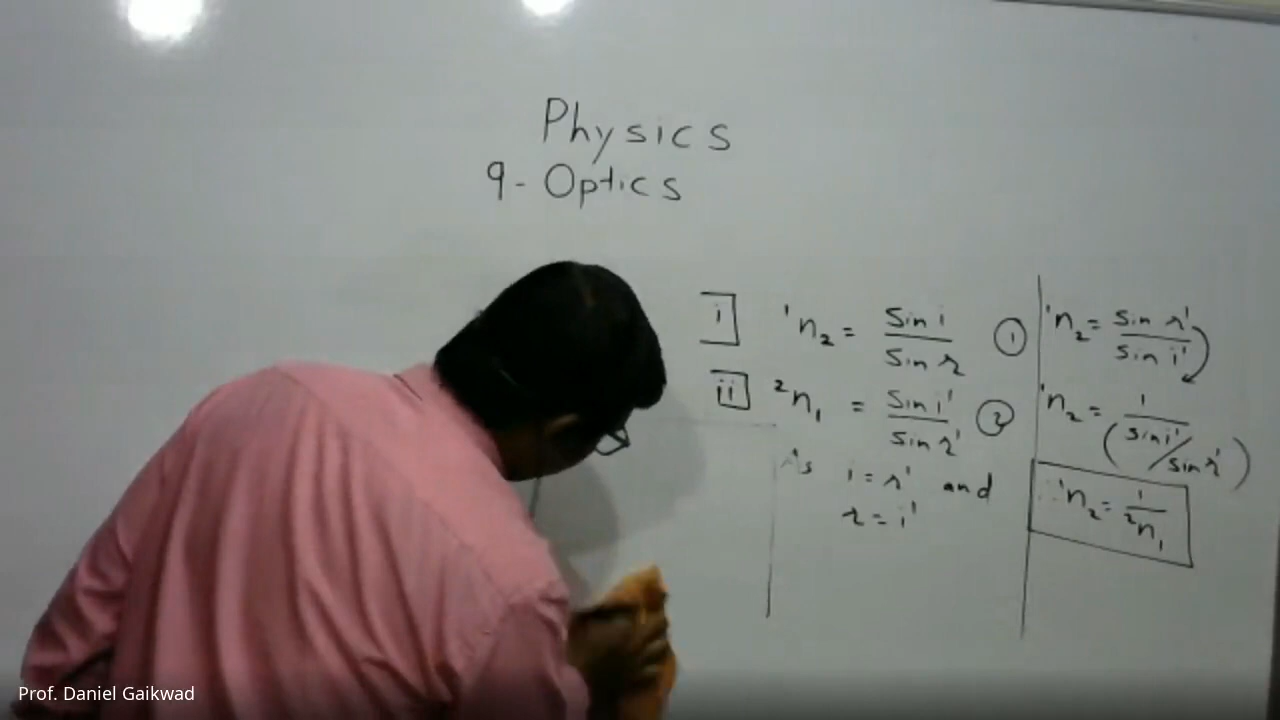 Physics
9 - Optics
i] ¹n₂ = sin i / sin r ①
ii] ²n₁ = sin i' / sin r' ②
As i = r' and
r = i'
¹n₂ = sin r' / sin i'
¹n₂ = 1 / (sin i' / sin r')
∴ ¹n₂ = 1 / ²n₁
Prof. Daniel Gaikwad